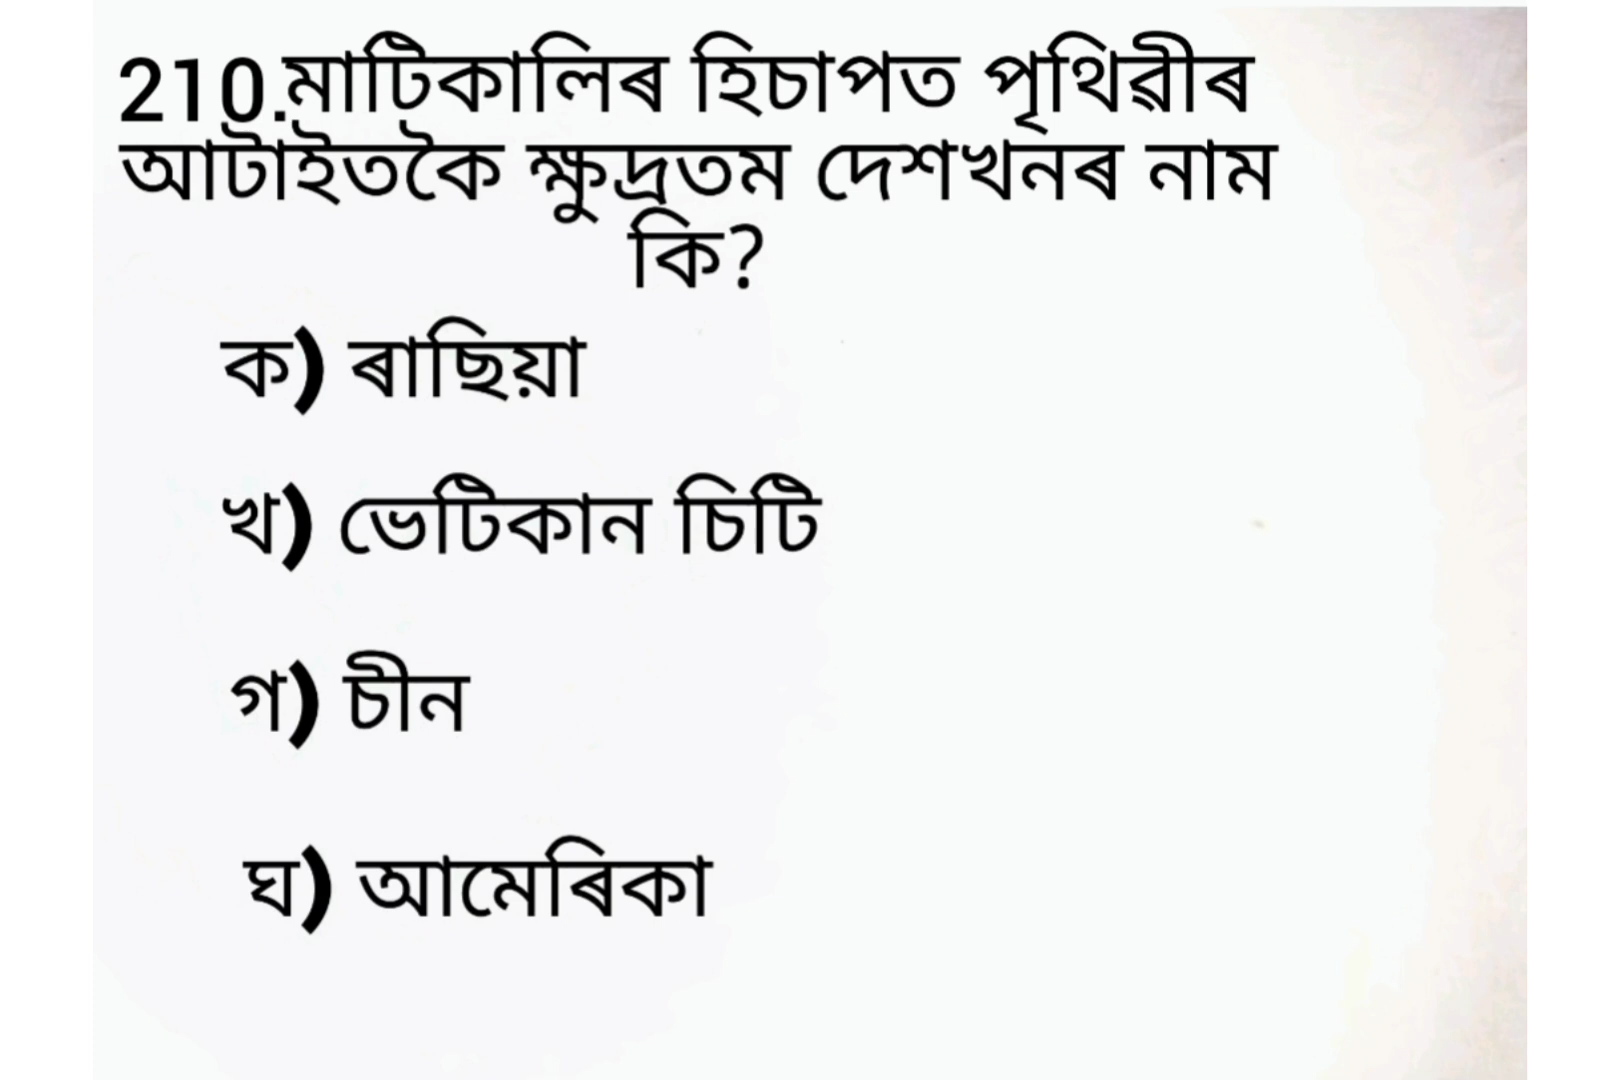 210.মাটিকালিৰ হিচাপত পৃথিৱীৰ
আটাইতকৈ ক্ষুদ্ৰতম দেশখনৰ নাম
কি?
ক) ৰাছিয়া
খ) ভেটিকান চিটি
গ) চীন
ঘ) আমেৰিকা